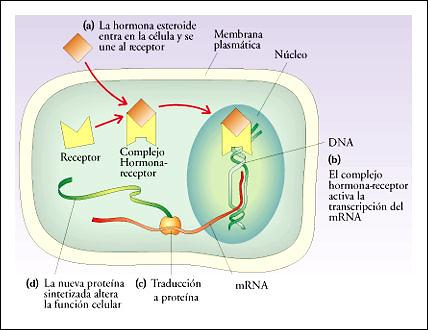 (a) La hormona esteroide
entra en la célula y se
une al receptor
Membrana
plasmática
Núcleo
Receptor
Complejo
Hormona-
receptor
DNA
(b)
El complejo
hormona-receptor
activa la
transcripción del
mRNA
(d) La nueva proteína
sintetizada altera
la función celular
(c) Traducción
a proteína
mRNA